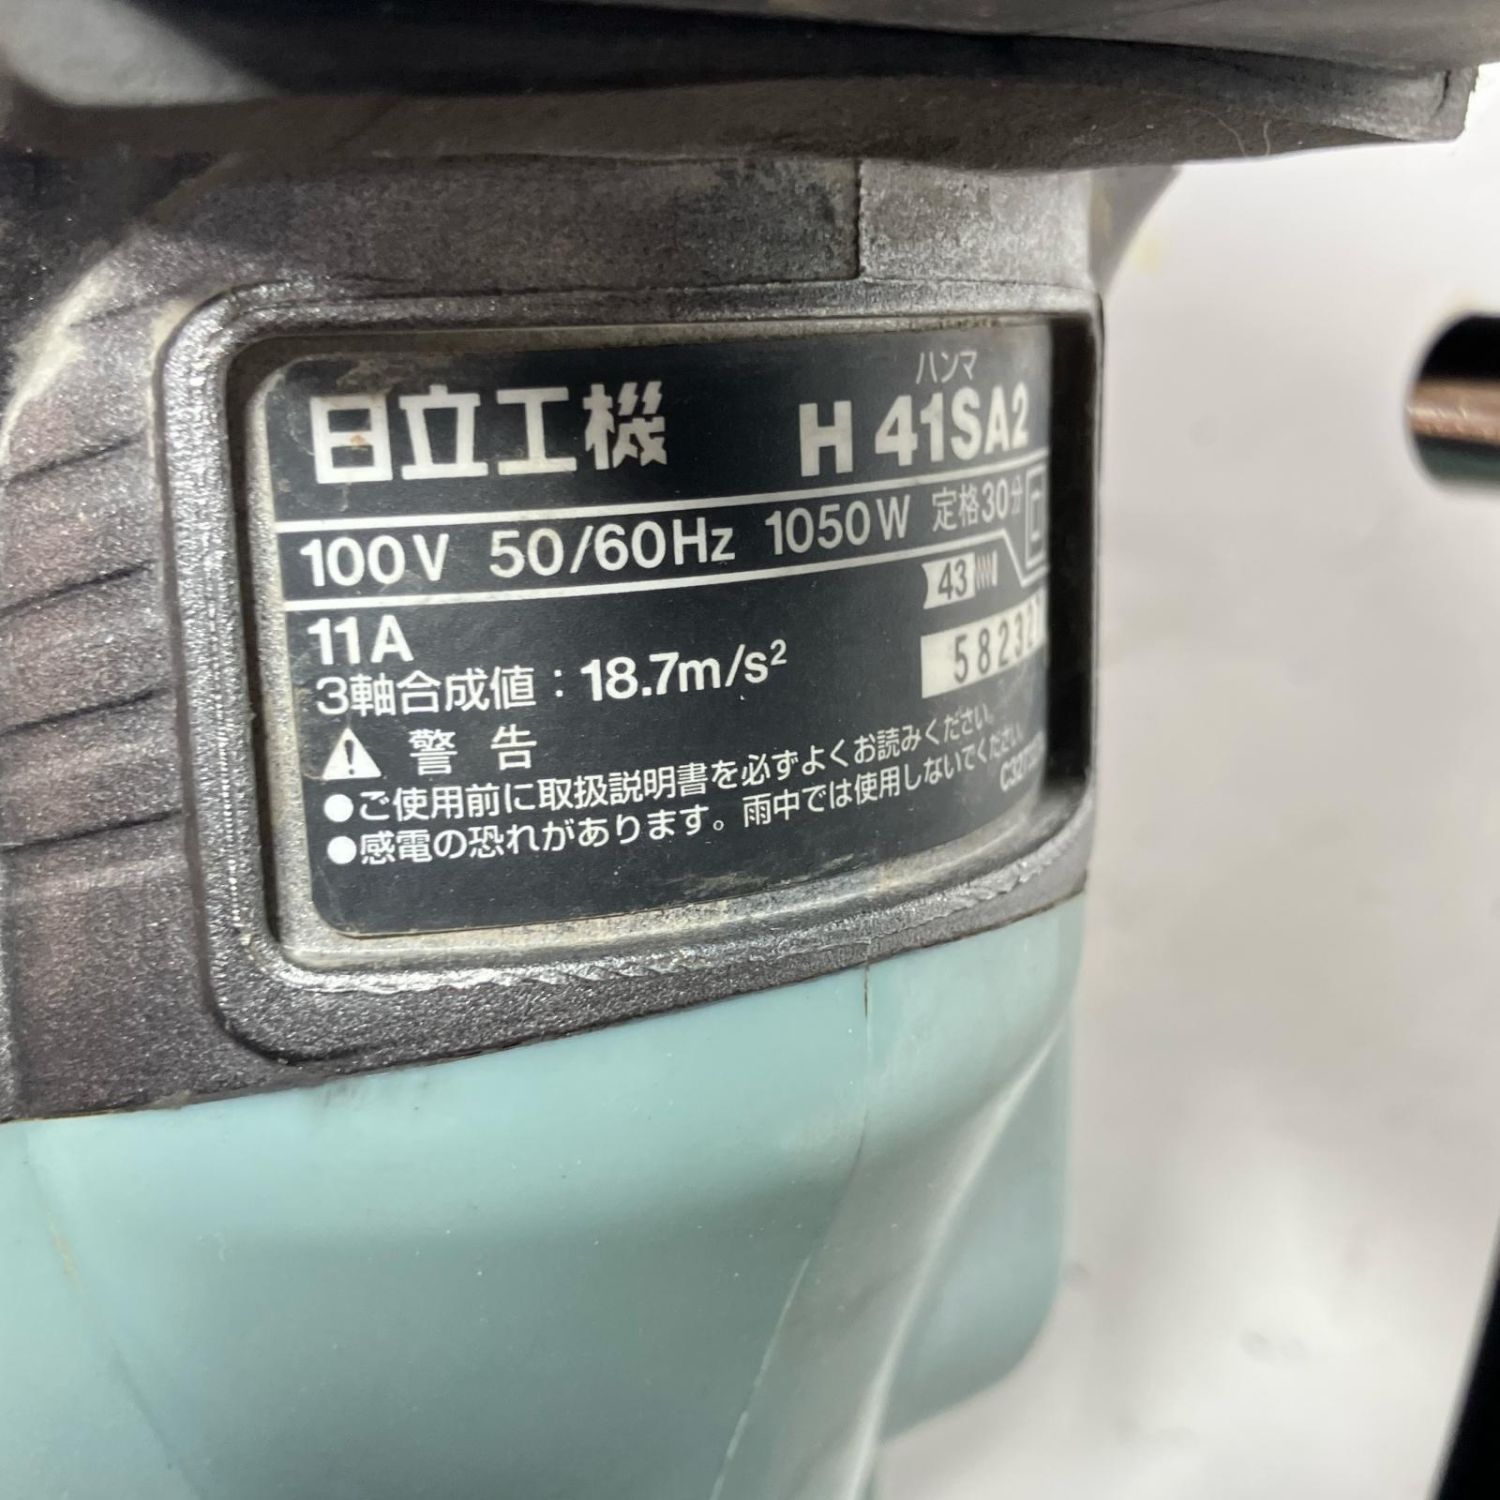 日立工機
ハンマ
H 41SA2
100V 50/60Hz 1050W 定格30分
11A
43
3軸合成値：18.7m/s²
警告
●ご使用前に取扱説明書を必ずよくお読みください。
●感電の恐れがあります。雨中では使用しないでください。